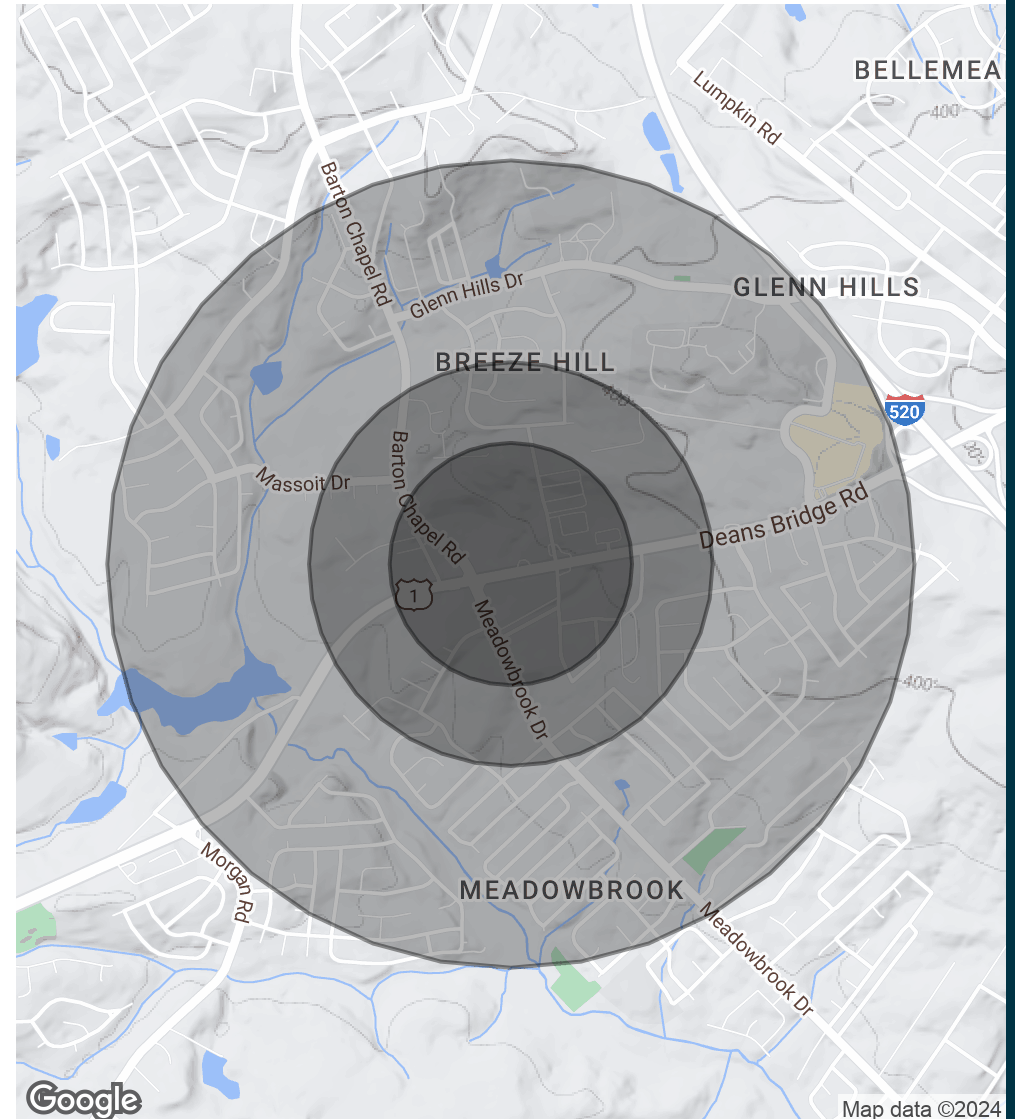 BELLEMEA
400'
Lumpkin Rd
Barton Chapel Rd
Glenn Hills Dr
GLENN HILLS
BREEZE HILL
400'
520
Barton Chapel Rd
Massoit Dr
Deans Bridge Rd
1
Meadowbrook Dr
400'
Morgan Rd
MEADOWBROOK
Meadowbrook Dr
Google
Map data ©2024